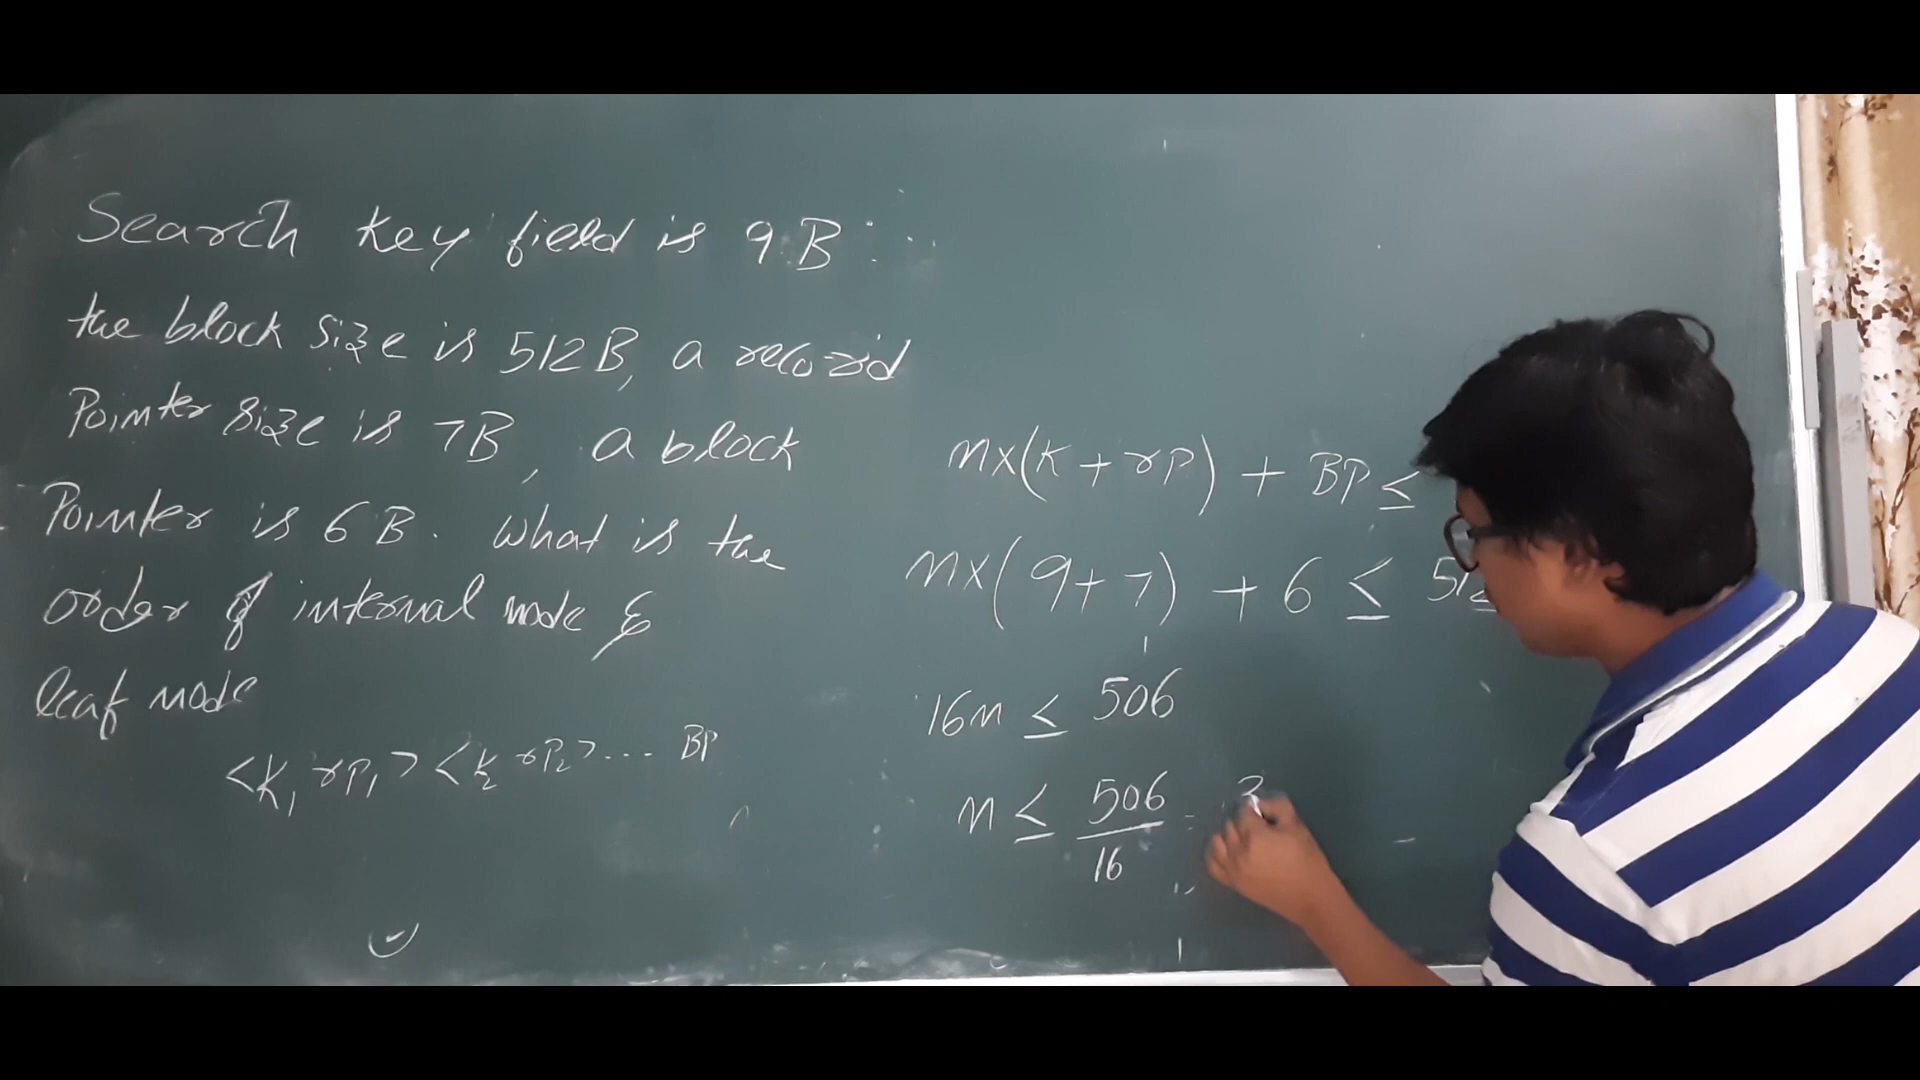 Search key field is 9B
the block size is 512B, a record
Pointer size is 7B, a block
Pointer is 6B. What is the
order of internal node &
leaf node
<K₁ rP₁> <K₂ rP₂> ... BP
n×(K + rP) + BP ≤
n×(9+7) + 6 ≤ 512
16n ≤ 506
n ≤ 506/16 = 3